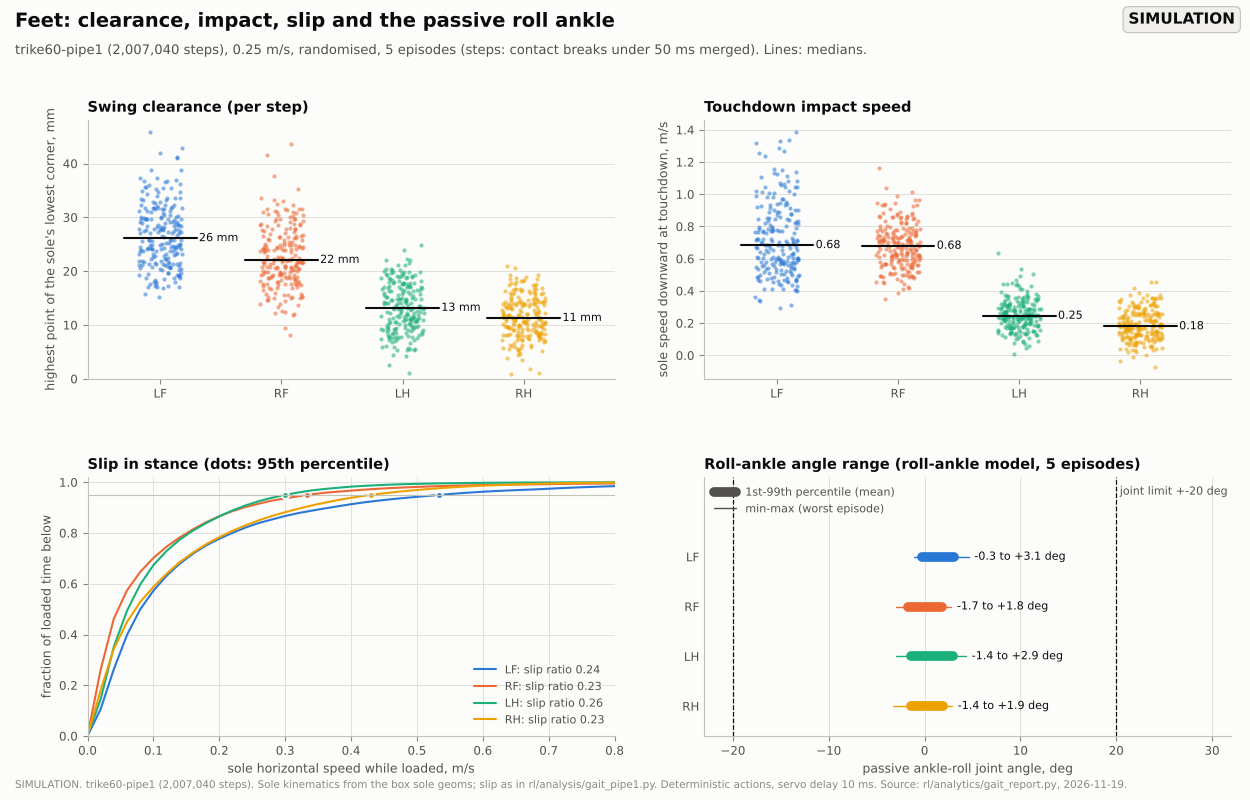 Feet: clearance, impact, slip and the passive roll ankle
SIMULATION
trike60-pipe1 (2,007,040 steps), 0.25 m/s, randomised, 5 episodes (steps: contact breaks under 50 ms merged). Lines: medians.
Swing clearance (per step)
highest point of the sole's lowest corner, mm
40
30
20
10
0
26 mm
22 mm
13 mm
11 mm
LF
RF
LH
RH
Touchdown impact speed
sole speed downward at touchdown, m/s
1.4
1.2
1.0
0.8
0.6
0.4
0.2
0.0
0.68
0.68
0.25
0.18
LF
RF
LH
RH
Slip in stance (dots: 95th percentile)
fraction of loaded time below
1.0
0.8
0.6
0.4
0.2
0.0
LF: slip ratio 0.24
RF: slip ratio 0.23
LH: slip ratio 0.26
RH: slip ratio 0.23
0.0
0.1
0.2
0.3
0.4
0.5
0.6
0.7
0.8
sole horizontal speed while loaded, m/s
Roll-ankle angle range (roll-ankle model, 5 episodes)
1st-99th percentile (mean)
min-max (worst episode)
joint limit +-20 deg
LF
-0.3 to +3.1 deg
RF
-1.7 to +1.8 deg
LH
-1.4 to +2.9 deg
RH
-1.4 to +1.9 deg
−20
−10
0
10
20
30
passive ankle-roll joint angle, deg
SIMULATION. trike60-pipe1 (2,007,040 steps). Sole kinematics from the box sole geoms; slip as in rl/analysis/gait_pipe1.py. Deterministic actions, servo delay 10 ms. Source: rl/analytics/gait_report.py, 2026-11-19.